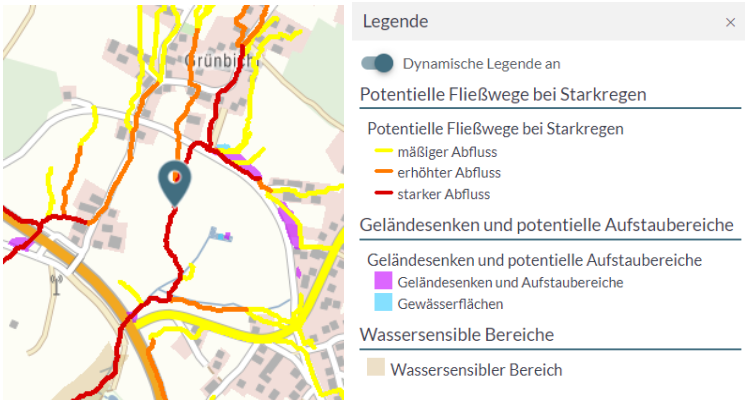 Grünbichl
Legende
×
Dynamische Legende an
Potentielle Fließwege bei Starkregen
Potentielle Fließwege bei Starkregen
mäßiger Abfluss
erhöhter Abfluss
starker Abfluss
Geländesenken und potentielle Aufstaubereiche
Geländesenken und potentielle Aufstaubereiche
Geländesenken und Aufstaubereiche
Gewässerflächen
Wassersensible Bereiche
Wassersensibler Bereich